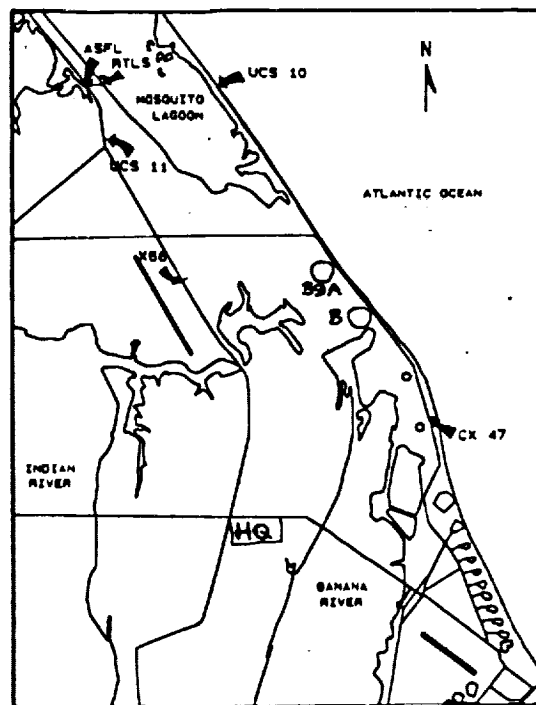 ASFL
RTLS
UCS 10
MOSQUITO
LAGOON
N
UCS 11
ATLANTIC OCEAN
X68
39A
B
CX 47
INDIAN
RIVER
HQ
BANANA
RIVER